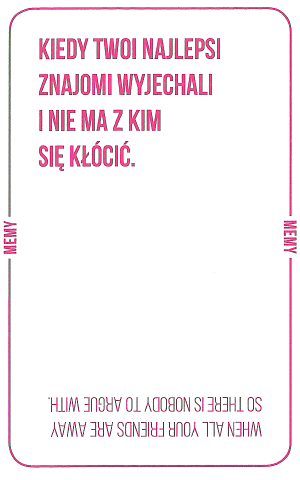 KIEDY TWOI NAJLEPSI
ZNAJOMI WYJECHALI
I NIE MA Z KIM
SIĘ KŁÓCIĆ.
MEMY
MEMY
WHEN ALL YOUR FRIENDS ARE AWAY
SO THERE IS NOBODY TO ARGUE WITH.